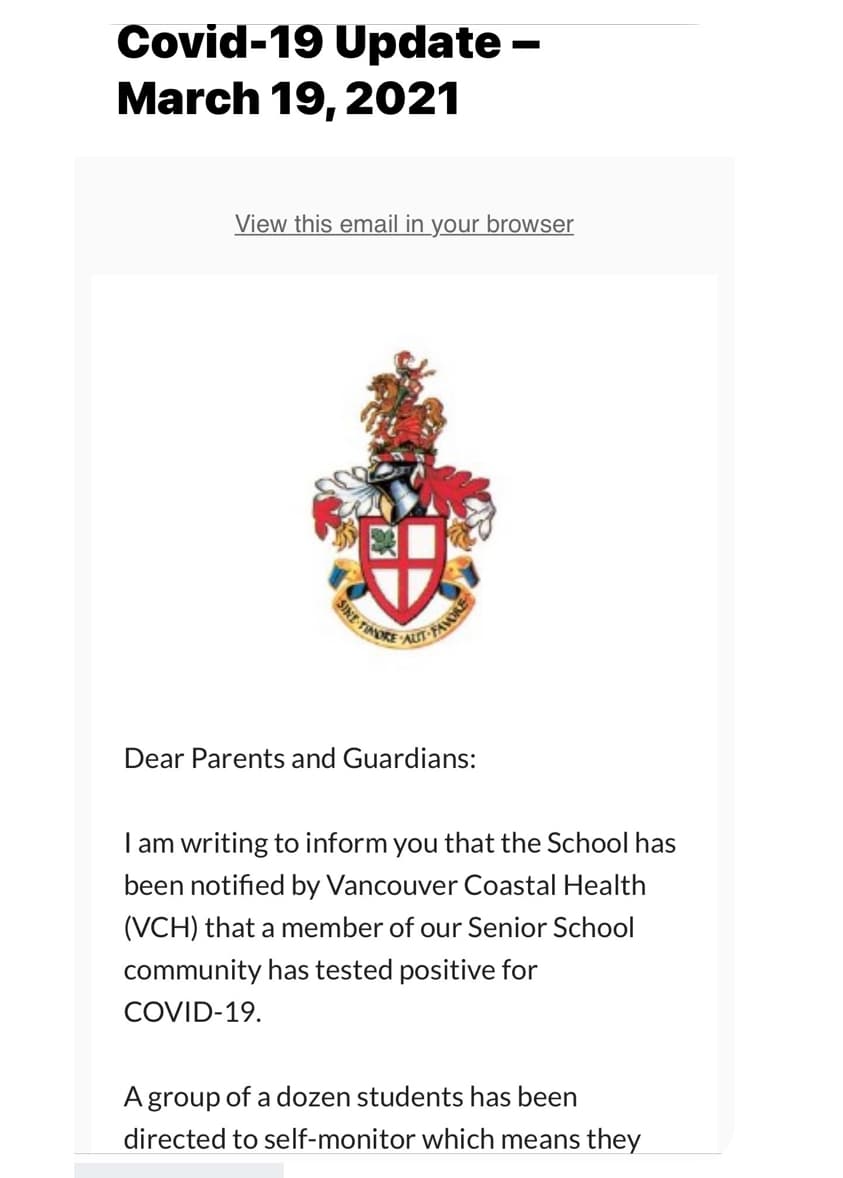 Covid-19 Update –
March 19, 2021
View this email in your browser
SINE·TIMORE·AUT·FAVORE
Dear Parents and Guardians:
I am writing to inform you that the School has
been notified by Vancouver Coastal Health
(VCH) that a member of our Senior School
community has tested positive for
COVID-19.
A group of a dozen students has been
directed to self-monitor which means they